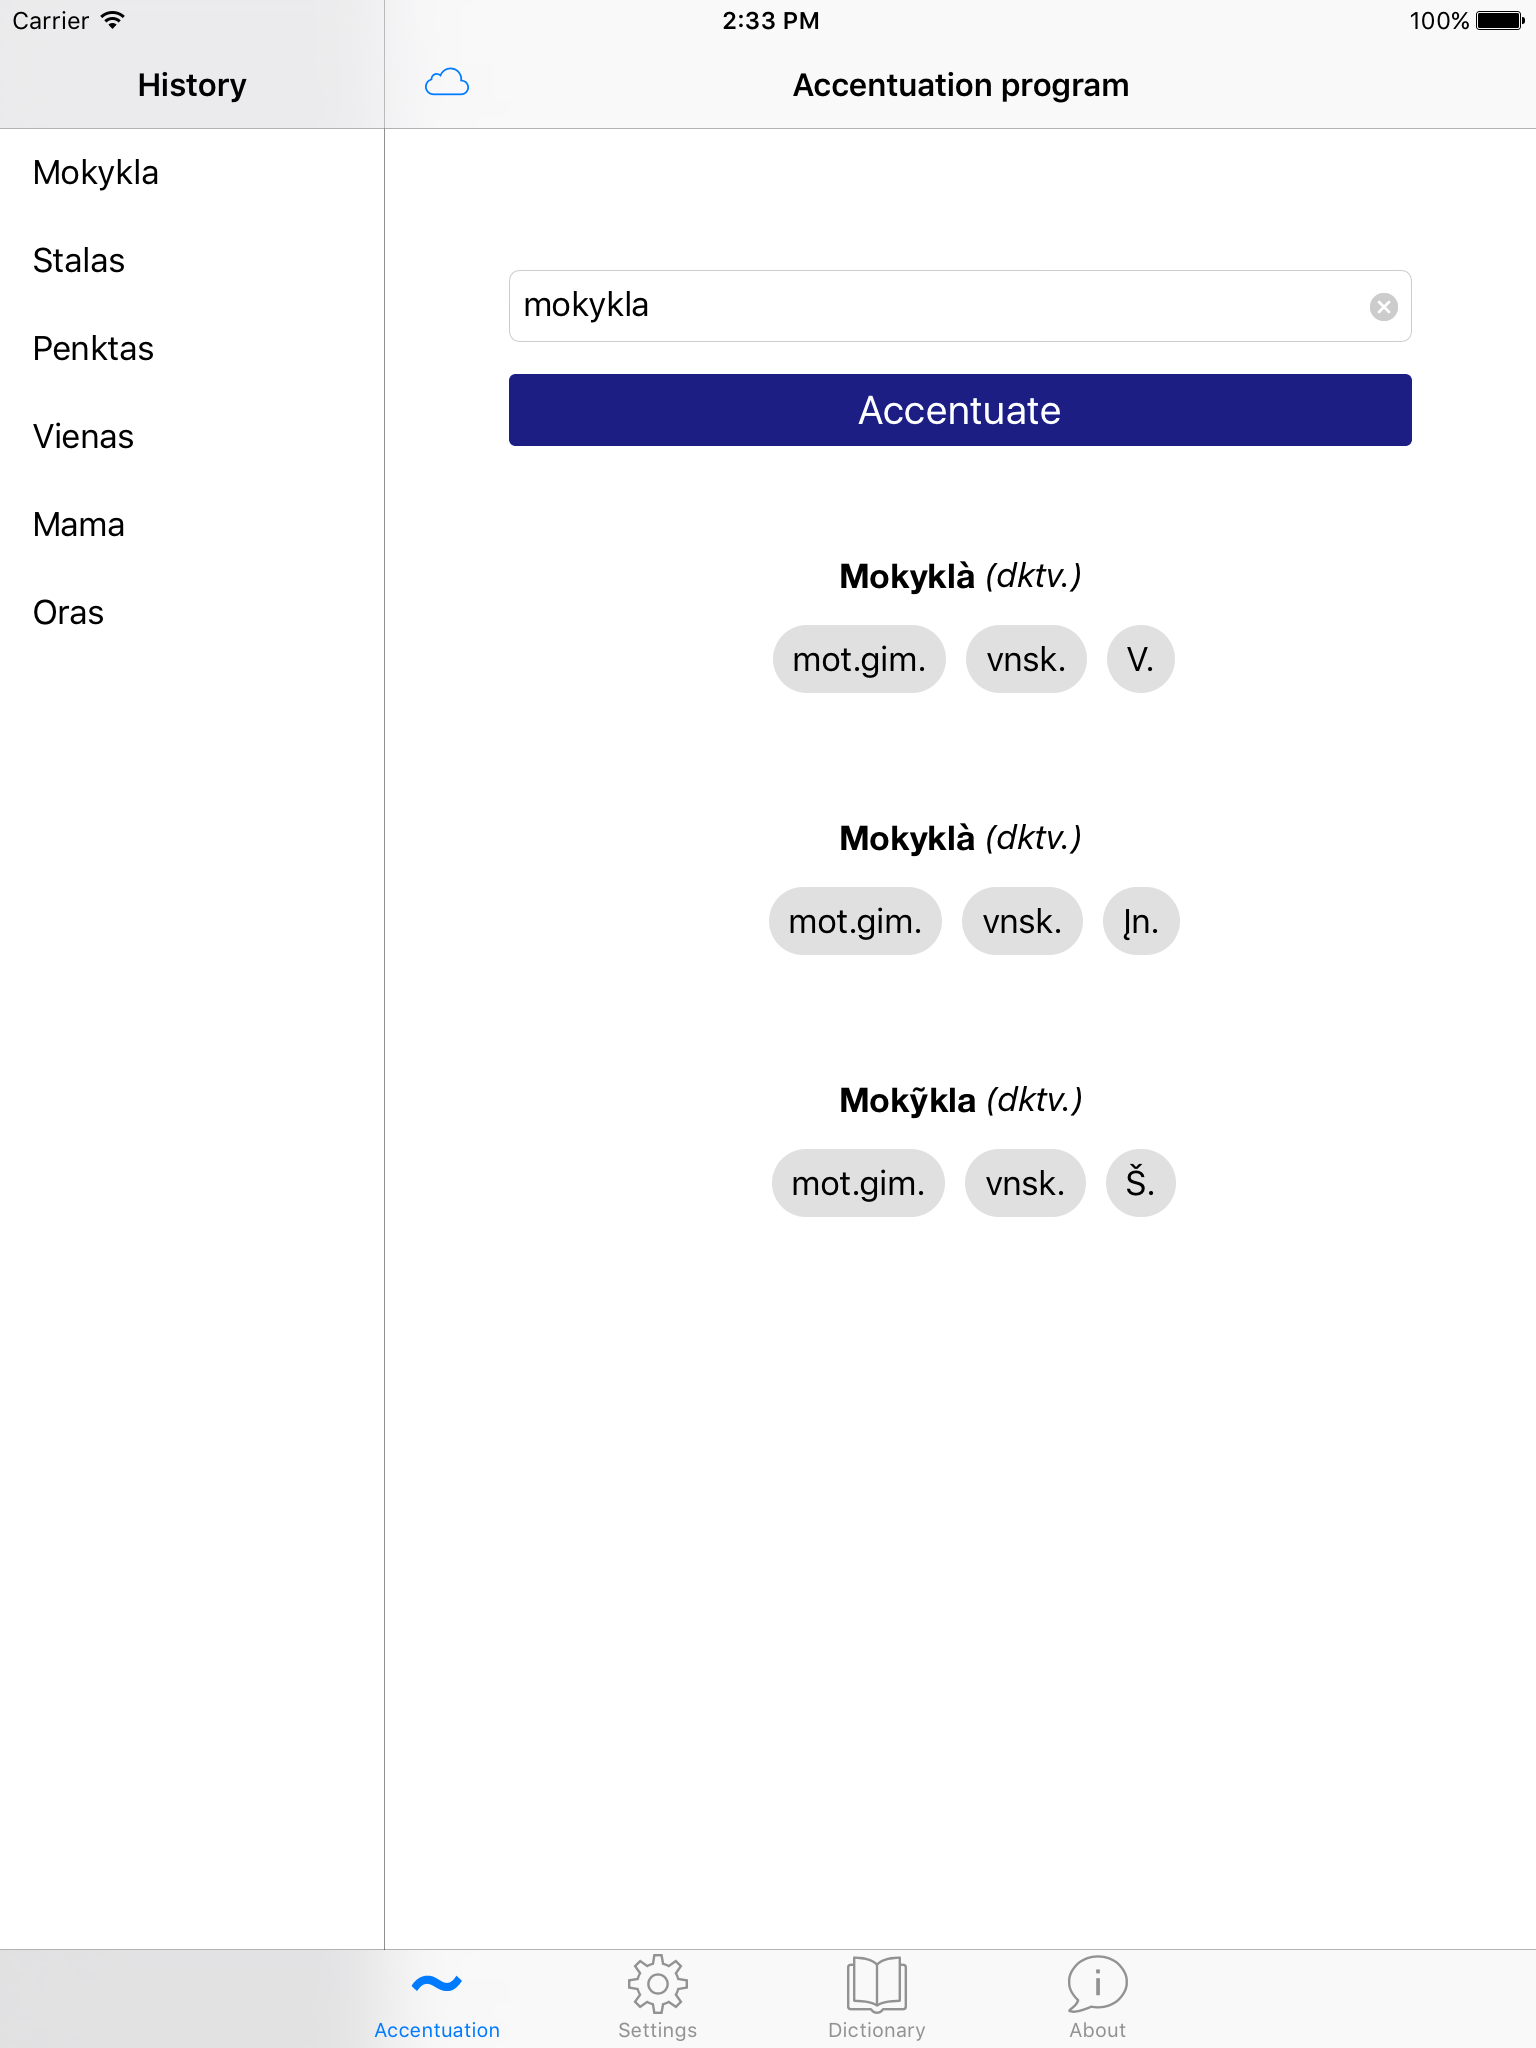 Carrier 2:33 PM 100%
History
Accentuation program
Mokykla
Stalas
Penktas
Vienas
Mama
Oras
mokykla
Accentuate
Mokyklà (dktv.)
mot.gim. vnsk. V.
Mokyklà (dktv.)
mot.gim. vnsk. Įn.
Mokỹkla (dktv.)
mot.gim. vnsk. Š.
Accentuation Settings Dictionary About